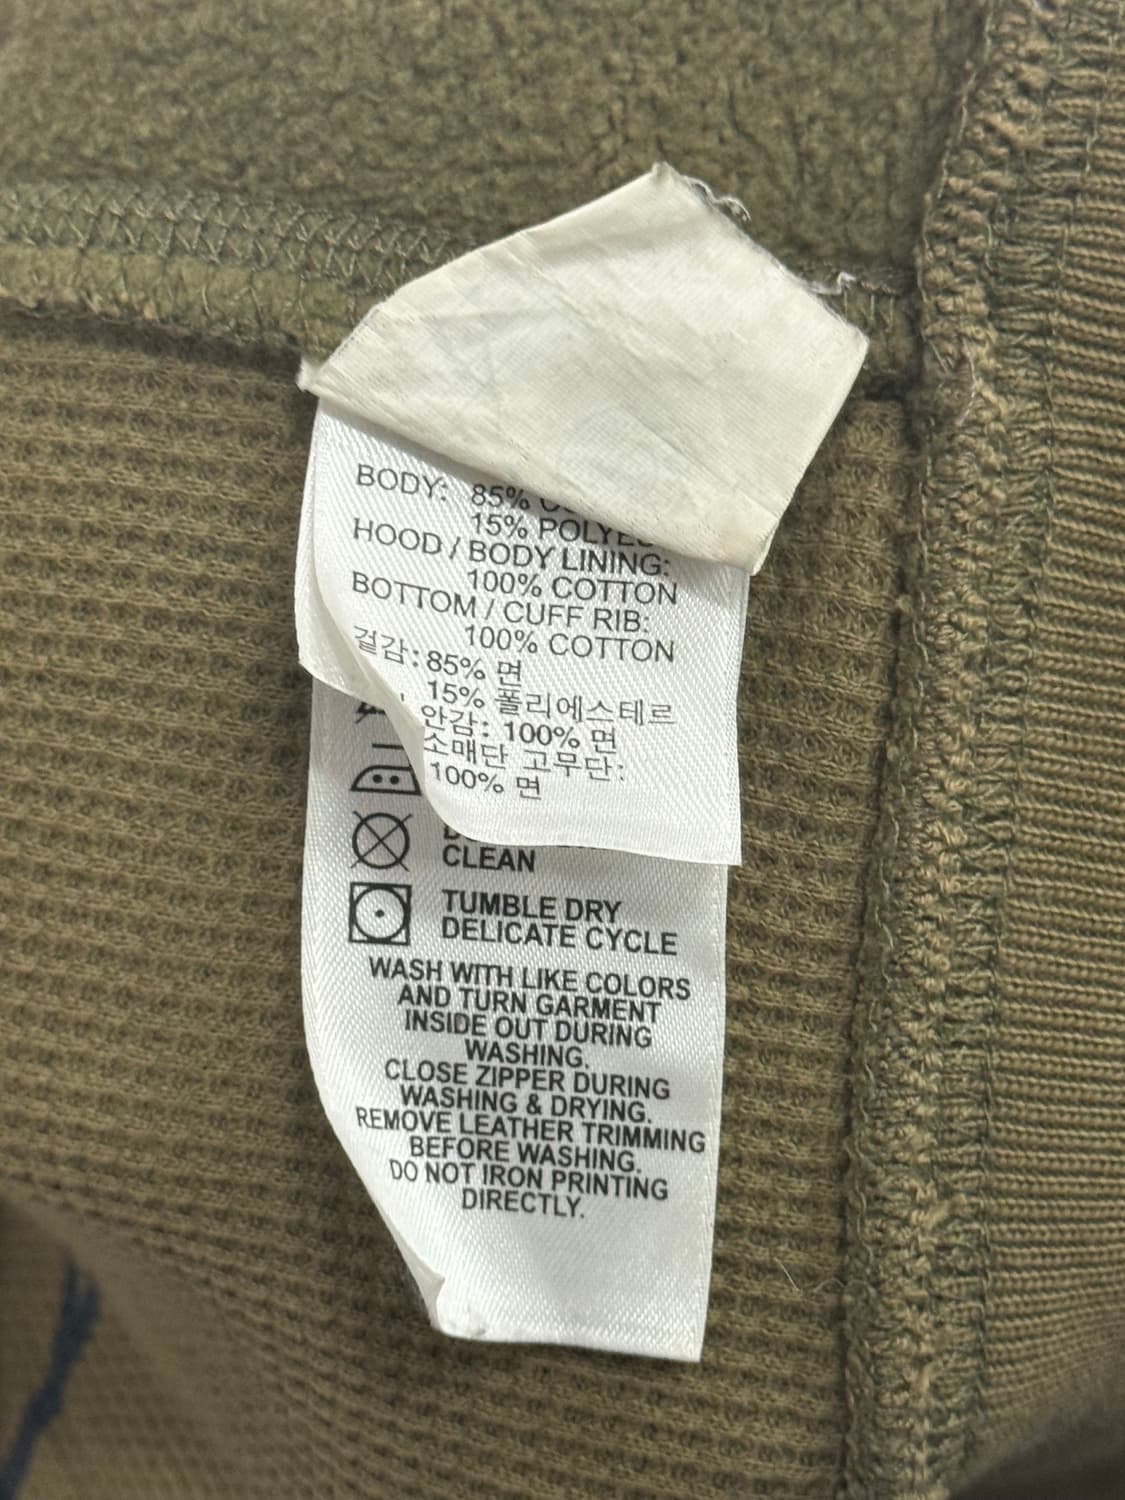 BODY: 85%
15%
HOOD / BODY LINING:
100% COTTON
BOTTOM / CUFF RIB:
100% COTTON
겉감: 85% 면
15% 폴리에스테르
안감: 100% 면
소매단 고무단:
100% 면
CLEAN
TUMBLE DRY
DELICATE CYCLE
WASH WITH LIKE COLORS
AND TURN GARMENT
INSIDE OUT DURING
WASHING.
CLOSE ZIPPER DURING
WASHING & DRYING.
REMOVE LEATHER TRIMMING
BEFORE WASHING.
DO NOT IRON PRINTING
DIRECTLY.